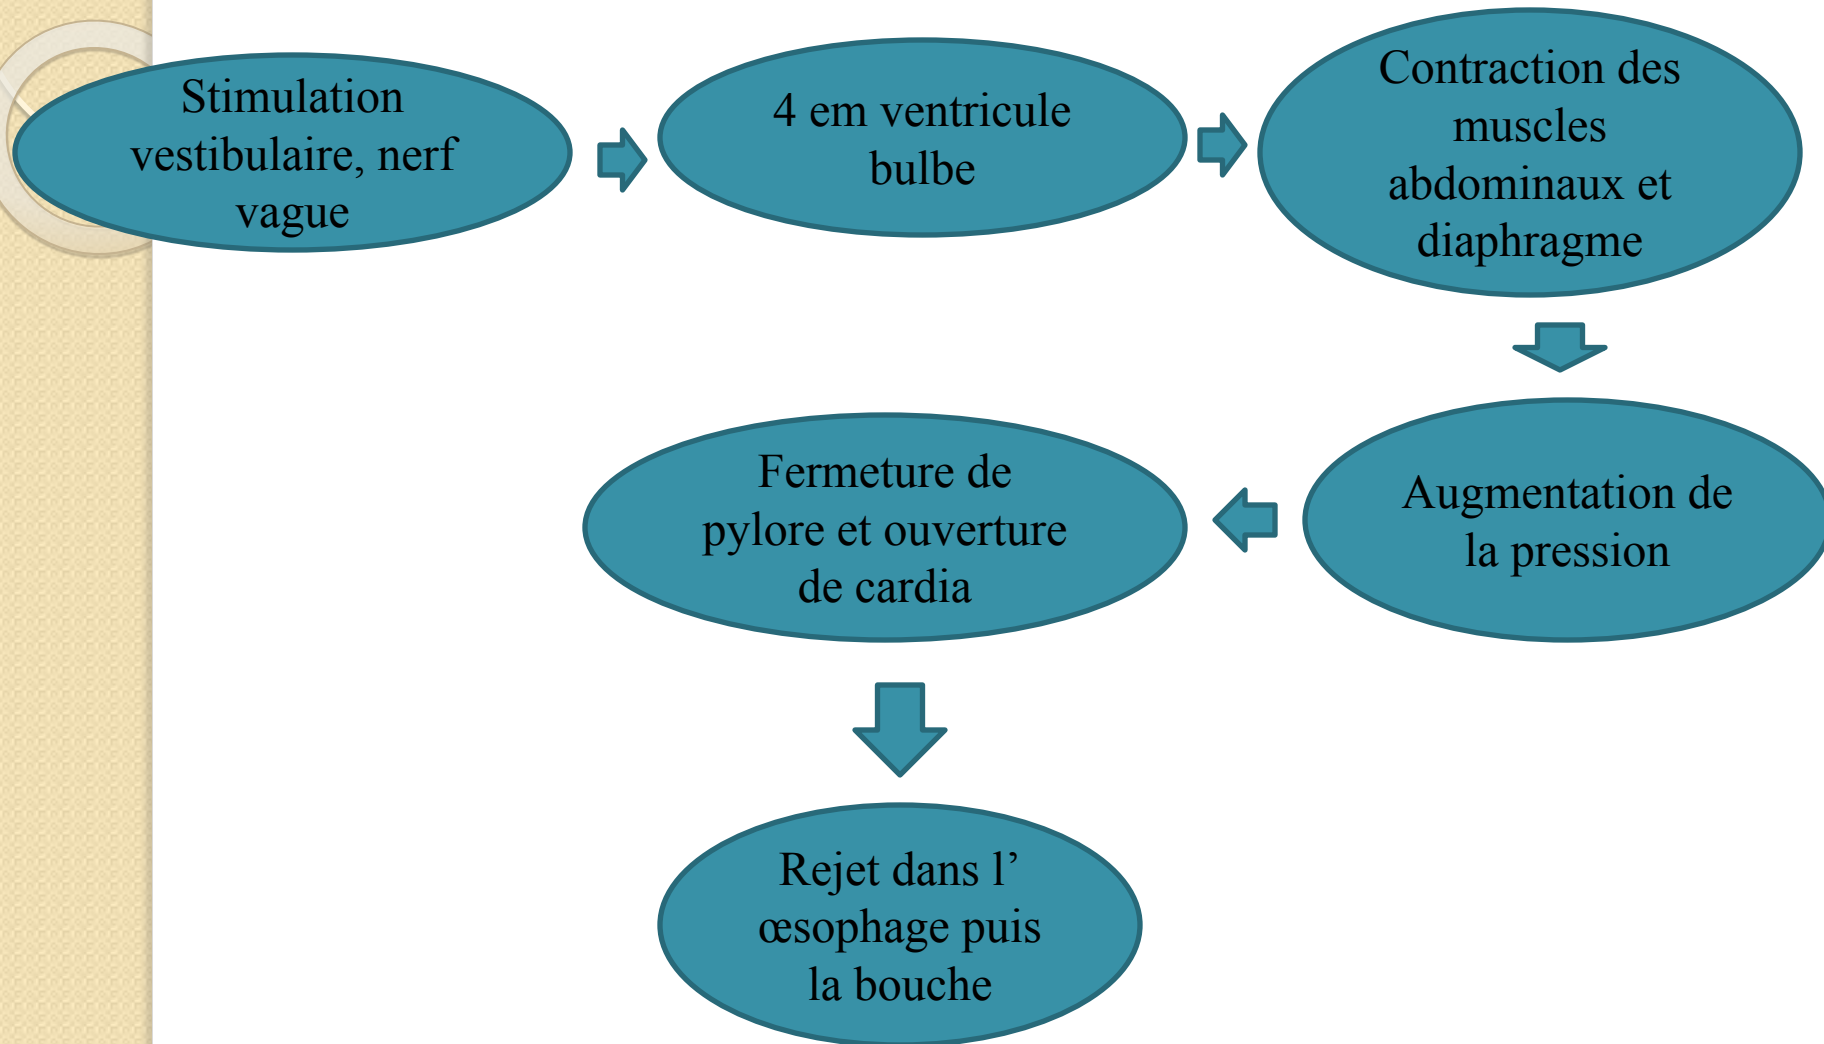 Stimulation
vestibulaire, nerf
vague
4 em ventricule
bulbe
Contraction des
muscles
abdominaux et
diaphragme
Augmentation de
la pression
Fermeture de
pylore et ouverture
de cardia
Rejet dans l’
œsophage puis
la bouche